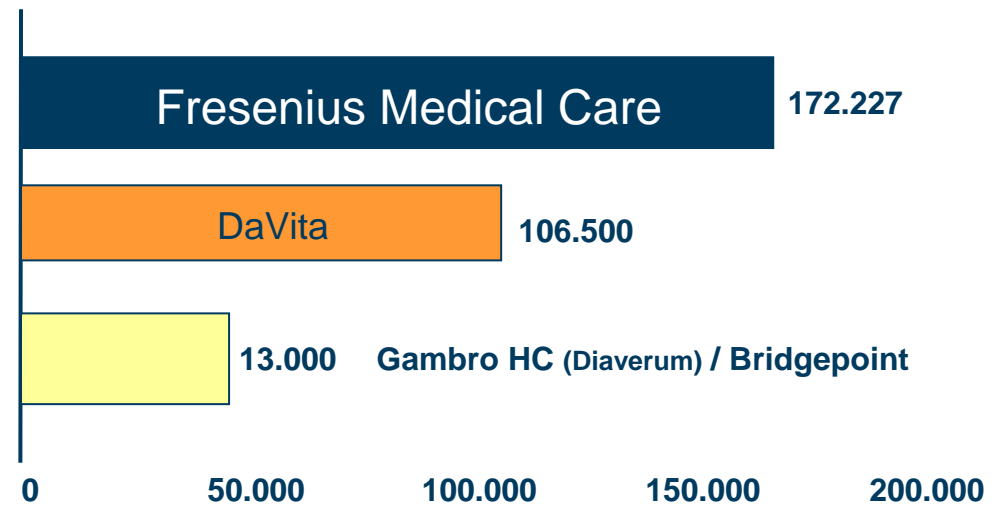 Fresenius Medical Care 172.227
DaVita 106.500
13.000 Gambro HC (Diaverum) / Bridgepoint
0 50.000 100.000 150.000 200.000